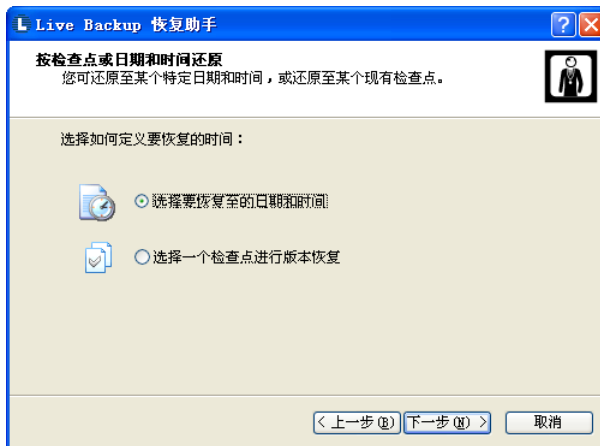 Live Backup 恢复助手
按检查点或日期和时间还原
您可还原至某个特定日期和时间，或还原至某个现有检查点。
选择如何定义要恢复的时间：
选择要恢复至的日期和时间
选择一个检查点进行版本恢复
< 上一步(B) 下一步(N) > 取消